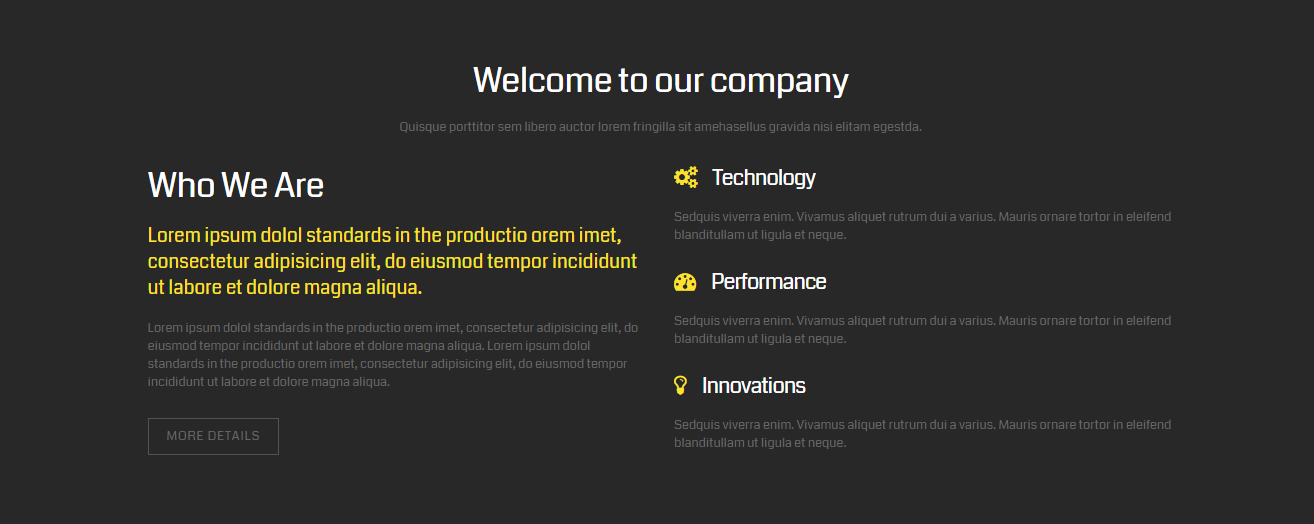 Welcome to our company
Quisque porttitor sem libero auctor lorem fringilla sit amehasellus gravida nisi elitam egestda.
Who We Are
Lorem ipsum dolol standards in the productio orem imet,
consectetur adipisicing elit, do eiusmod tempor incididunt
ut labore et dolore magna aliqua.
Lorem ipsum dolol standards in the productio orem imet, consectetur adipisicing elit, do
eiusmod tempor incididunt ut labore et dolore magna aliqua. Lorem ipsum dolol
standards in the productio orem imet, consectetur adipisicing elit, do eiusmod tempor
incididunt ut labore et dolore magna aliqua.
MORE DETAILS
Technology
Sedquis viverra enim. Vivamus aliquet rutrum dui a varius. Mauris ornare tortor in eleifend
blanditullam ut ligula et neque.
Performance
Sedquis viverra enim. Vivamus aliquet rutrum dui a varius. Mauris ornare tortor in eleifend
blanditullam ut ligula et neque.
Innovations
Sedquis viverra enim. Vivamus aliquet rutrum dui a varius. Mauris ornare tortor in eleifend
blanditullam ut ligula et neque.